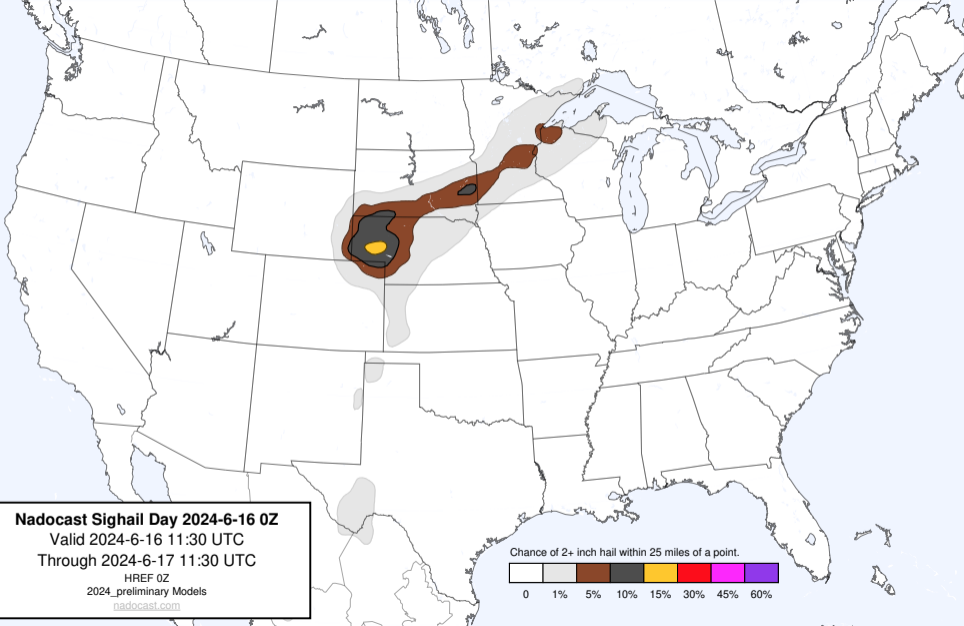 Nadocast Sighail Day 2024-6-16 0Z
Valid 2024-6-16 11:30 UTC
Through 2024-6-17 11:30 UTC
HREF 0Z
2024_preliminary Models
nadocast.com
Chance of 2+ inch hail within 25 miles of a point.
0 1% 5% 10% 15% 30% 45% 60%